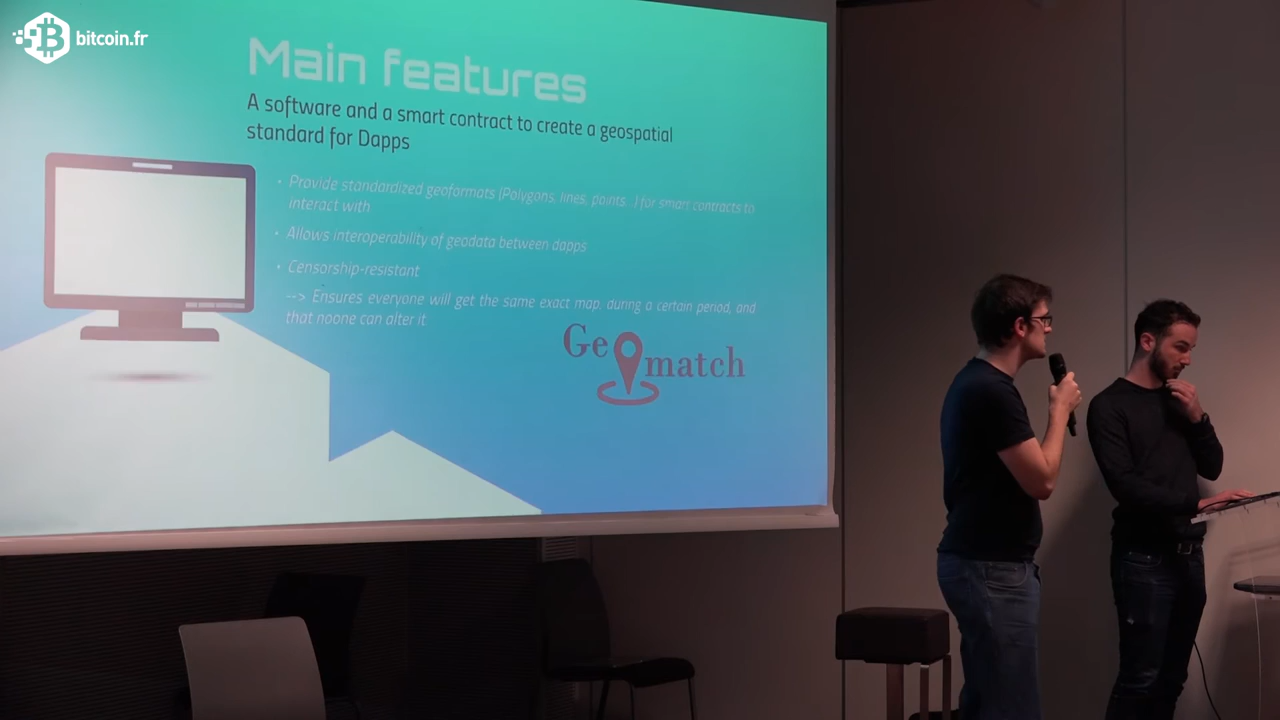 bitcoin.fr
Main features
A software and a smart contract to create a geospatial
standard for Dapps
• Provide standardized geoformats (Polygons, lines, points...) for smart contracts to
interact with
• Allows interoperability of geodata between dapps
• Censorship-resistant
--> Ensures everyone will get the same exact map, during a certain period, and
that noone can alter it
Ge match